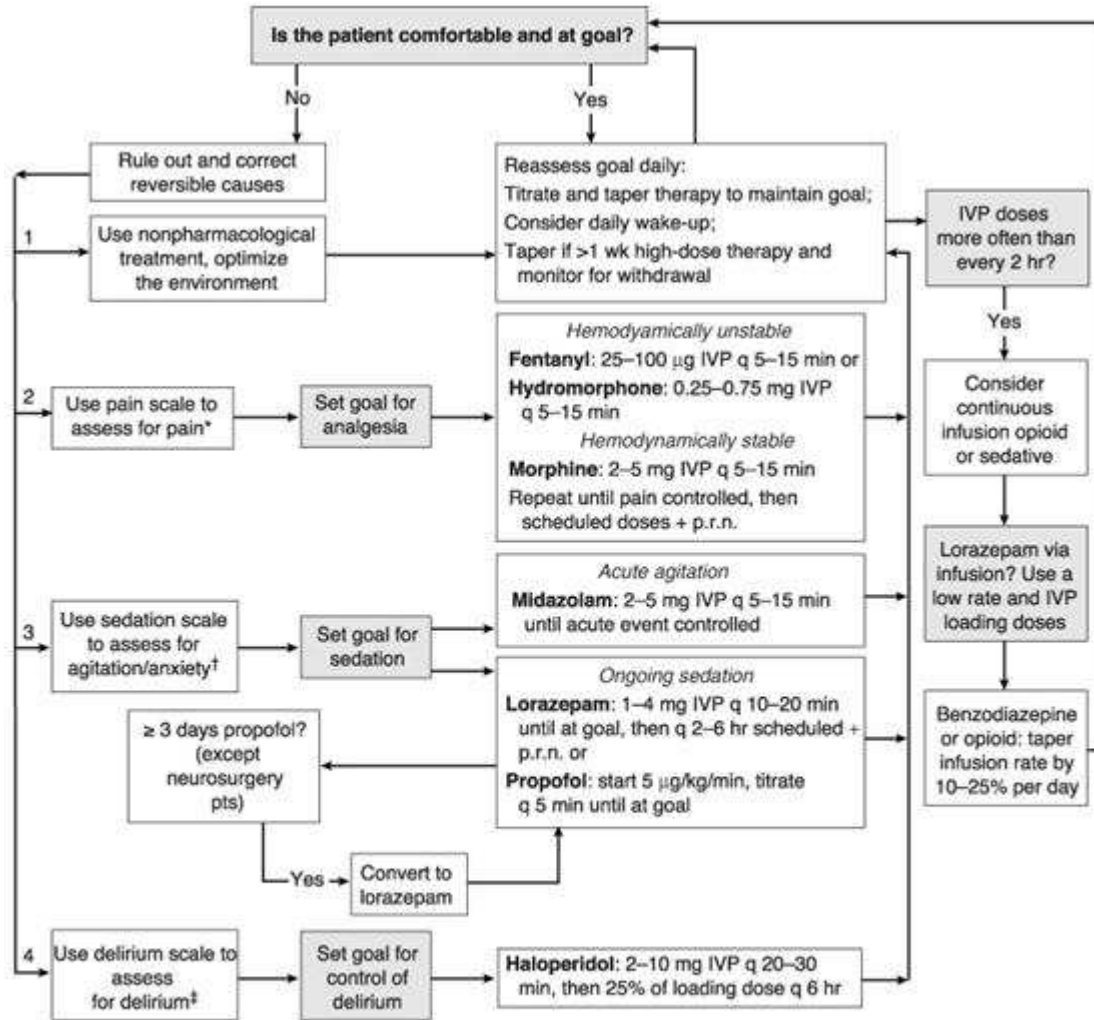 Is the patient comfortable and at goal?
No
Yes
Rule out and correct
reversible causes
Reassess goal daily:
Titrate and taper therapy to maintain goal;
Consider daily wake-up;
Taper if >1 wk high-dose therapy and
monitor for withdrawal
IVP doses
more often than
every 2 hr?
1
Use nonpharmacological
treatment, optimize
the environment
Yes
Consider
continuous
infusion opioid
or sedative
2
Use pain scale to
assess for pain*
Set goal for
analgesia
Hemodyamically unstable
Fentanyl: 25–100 µg IVP q 5–15 min or
Hydromorphone: 0.25–0.75 mg IVP
q 5–15 min
Hemodynamically stable
Morphine: 2–5 mg IVP q 5–15 min
Repeat until pain controlled, then
scheduled doses + p.r.n.
Lorazepam via
infusion? Use a
low rate and IVP
loading doses
3
Use sedation scale
to assess for
agitation/anxiety†
Set goal for
sedation
Acute agitation
Midazolam: 2–5 mg IVP q 5–15 min
until acute event controlled
Ongoing sedation
Lorazepam: 1–4 mg IVP q 10–20 min
until at goal, then q 2–6 hr scheduled +
p.r.n. or
Propofol: start 5 µg/kg/min, titrate
q 5 min until at goal
Benzodiazepine
or opioid: taper
infusion rate by
10–25% per day
≥ 3 days propofol?
(except
neurosurgery
pts)
Yes
Convert to
lorazepam
4
Use delirium scale to
assess
for delirium‡
Set goal for
control of
delirium
Haloperidol: 2–10 mg IVP q 20–30
min, then 25% of loading dose q 6 hr